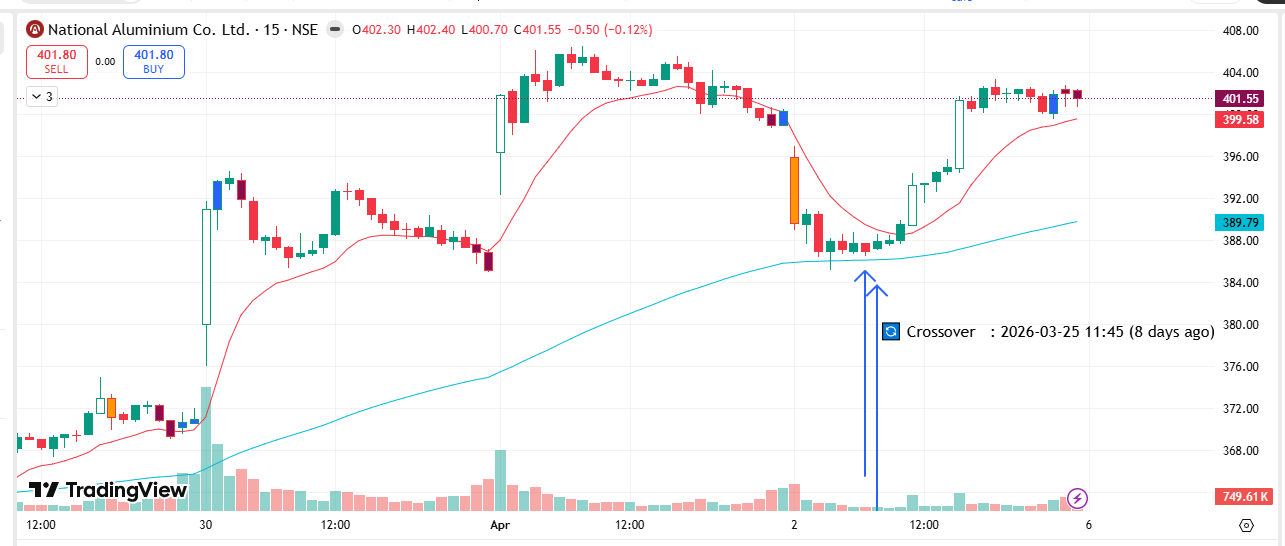 National Aluminium Co. Ltd. · 15 · NSE O402.30 H402.40 L400.70 C401.55 −0.50 (−0.12%)
401.80 SELL
0.00
401.80 BUY
3
408.00
404.00
401.55
399.58
396.00
392.00
389.79
388.00
384.00
380.00
376.00
372.00
368.00
749.61 K
Crossover : 2026-03-25 11:45 (8 days ago)
TradingView
12:00 30 12:00 Apr 12:00 2 12:00 6